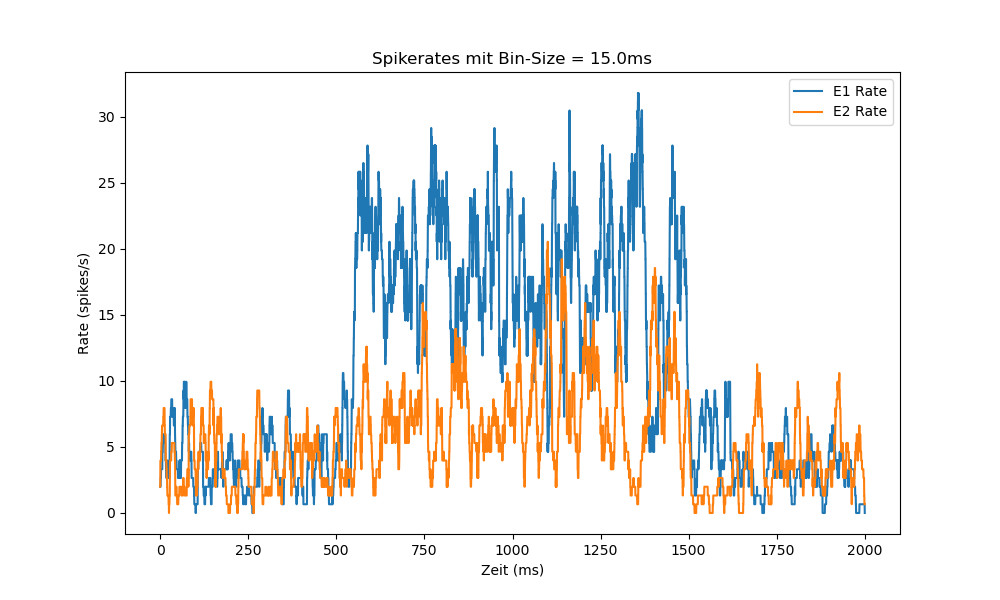 Spikerates mit Bin-Size = 15.0ms
E1 Rate
E2 Rate
30
25
20
15
10
5
0
Rate (spikes/s)
0 250 500 750 1000 1250 1500 1750 2000
Zeit (ms)